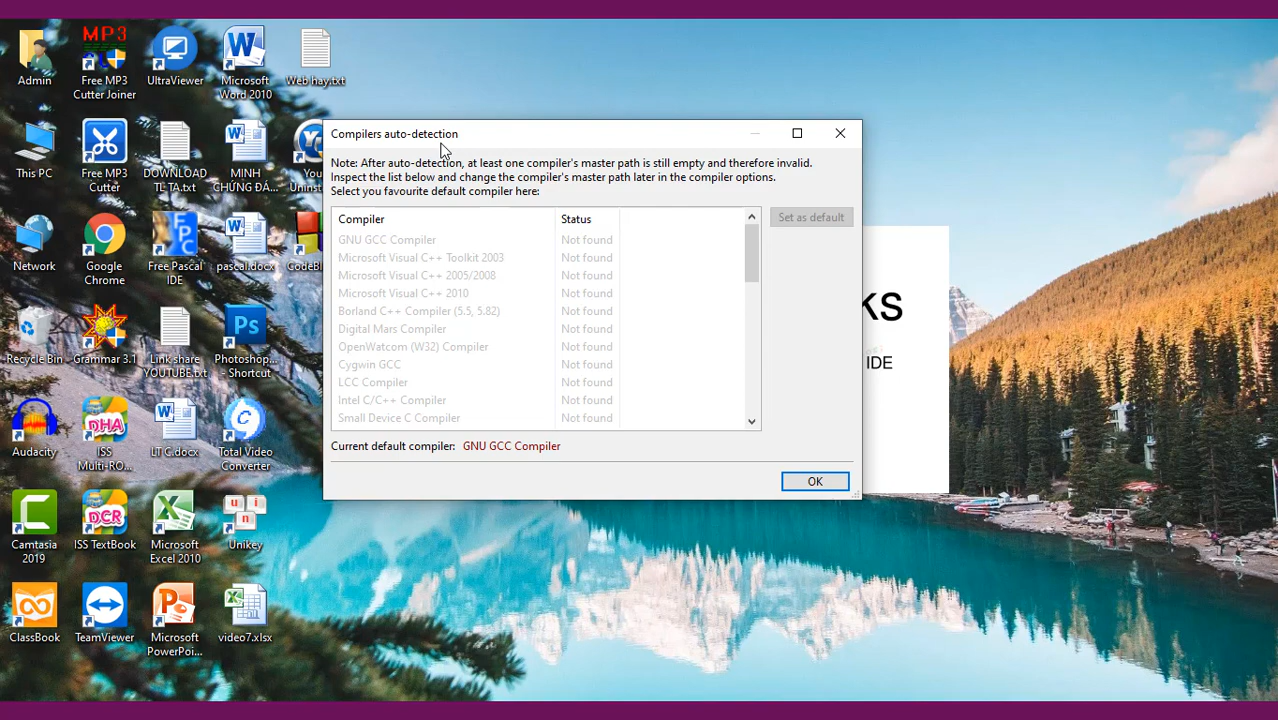 Admin
Free MP3
Cutter Joiner
UltraViewer
Microsoft
Word 2010
Web hay.txt
This PC
Free MP3
Cutter
DOWNLOAD
TL TA.txt
MINH
CHỨNG ĐÁ...
You
Uninst
Network
Google
Chrome
Free Pascal
IDE
pascal.docx
CodeBl
Recycle Bin
Grammar 3.1
Link share
YOUTUBE.txt
Photoshop...
- Shortcut
Audacity
ISS
Multi-RO...
LT C.docx
Total Video
Converter
Camtasia
2019
ISS TextBook
Microsoft
Excel 2010
Unikey
ClassBook
TeamViewer
Microsoft
PowerPoi...
video7.xlsx
MP3
W
FPC
Ps
DHA
DCR
u i
n
Compilers auto-detection
Note: After auto-detection, at least one compiler's master path is still empty and therefore invalid.
Inspect the list below and change the compiler's master path later in the compiler options.
Select you favourite default compiler here:
Compiler Status
Set as default
GNU GCC Compiler Not found
Microsoft Visual C++ Toolkit 2003 Not found
Microsoft Visual C++ 2005/2008 Not found
Microsoft Visual C++ 2010 Not found
Borland C++ Compiler (5.5, 5.82) Not found
Digital Mars Compiler Not found
OpenWatcom (W32) Compiler Not found
Cygwin GCC Not found
LCC Compiler Not found
Intel C/C++ Compiler Not found
Small Device C Compiler Not found
Current default compiler: GNU GCC Compiler
OK
KS
IDE